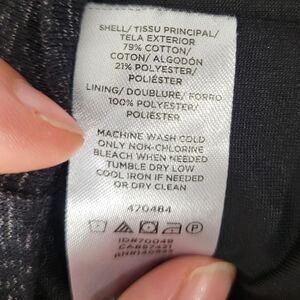 SHELL/ TISSU PRINCIPAL/
TELA EXTERIOR
79% COTTON/
COTON/ ALGODÓN
21% POLYESTER/
POLIÉSTER
LINING/ DOUBLURE/ FORRO
100% POLYESTER/
POLIÉSTER
MACHINE WASH COLD
ONLY NON-CHLORINE
BLEACH WHEN NEEDED
TUMBLE DRY LOW
COOL IRON IF NEEDED
OR DRY CLEAN
470484